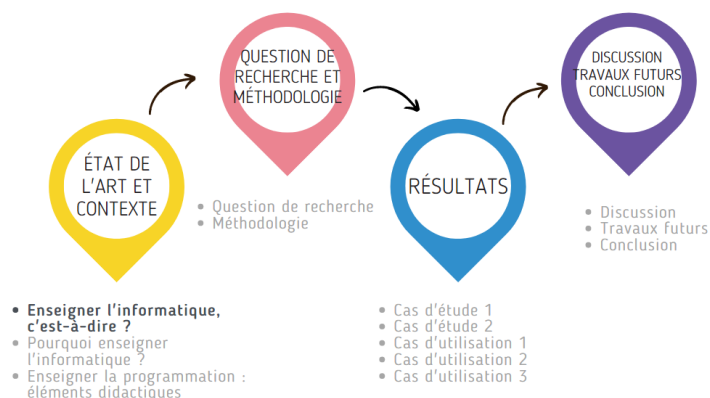 ÉTAT DE
L'ART ET
CONTEXTE
• Enseigner l'informatique,
c'est-à-dire ?
• Pourquoi enseigner
l'informatique ?
• Enseigner la programmation :
éléments didactiques
QUESTION DE
RECHERCHE ET
MÉTHODOLOGIE
• Question de recherche
• Méthodologie
RÉSULTATS
• Cas d'étude 1
• Cas d'étude 2
• Cas d'utilisation 1
• Cas d'utilisation 2
• Cas d'utilisation 3
DISCUSSION
TRAVAUX FUTURS
CONCLUSION
• Discussion
• Travaux futurs
• Conclusion